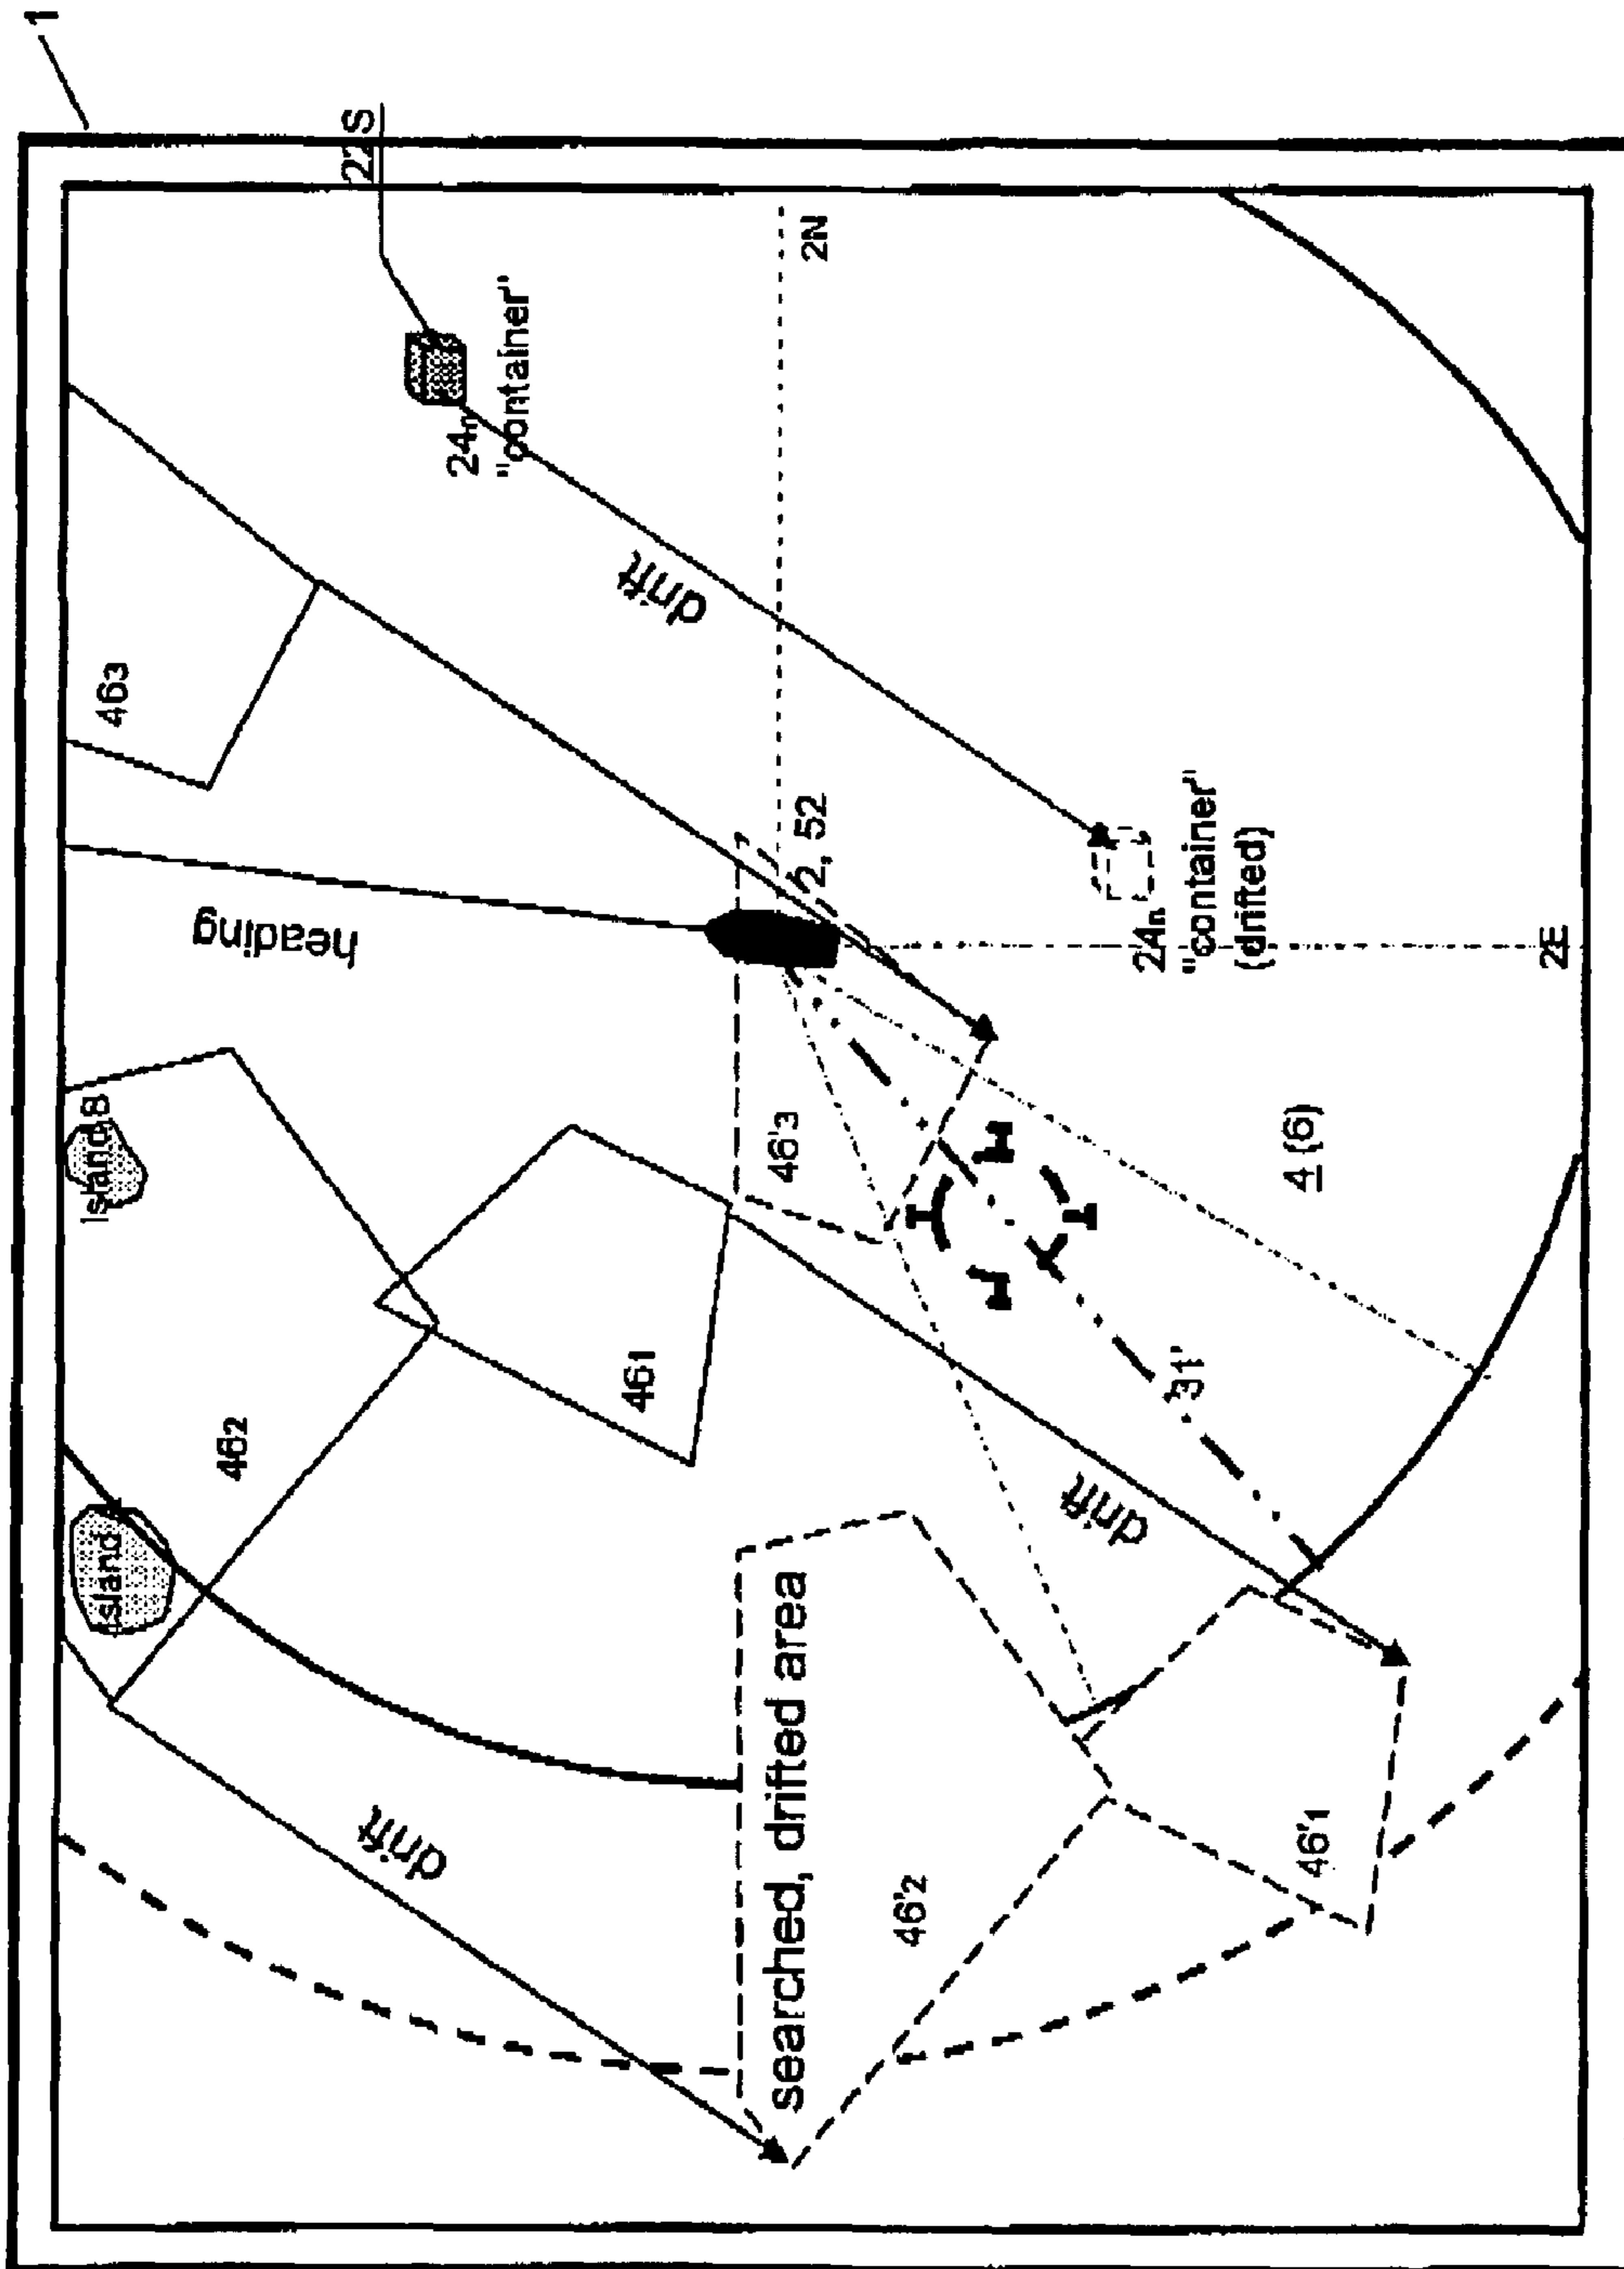 1
22S
24n
"container"
2N
drift
463
2, 52
heading
24n
"container"
(drifted)
2E
Island B
46'3
4 (6)
461
462
31'
Island
drift
searched, drifted area
drift
46'2
46'1